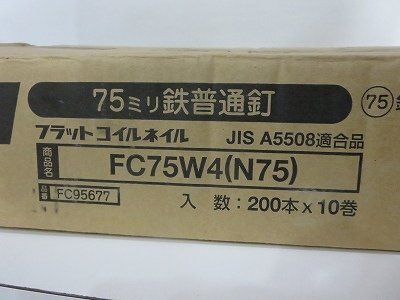 75ミリ鉄普通釘
75
フラットコイルネイル JIS A5508適合品
商品名 FC75W4(N75)
品番 FC95677
入数:200本x10巻